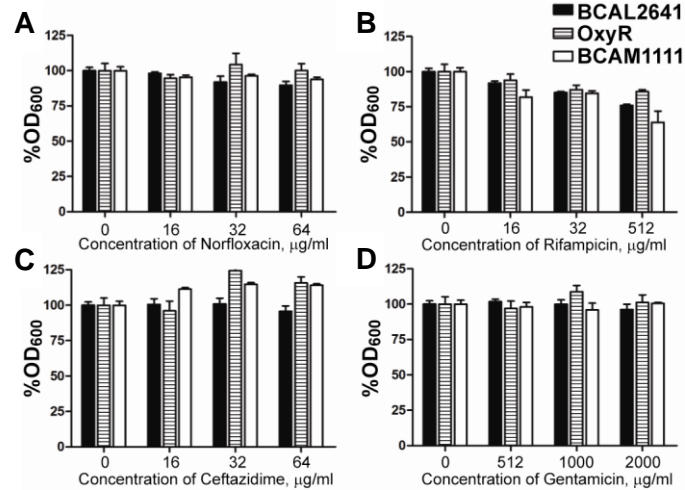 A
B
BCAL2641
OxyR
BCAM1111
%OD600
125
100
75
50
25
0
0 16 32 64
Concentration of Norfloxacin, µg/ml
%OD600
125
100
75
50
25
0
0 16 32 512
Concentration of Rifampicin, µg/ml
C
%OD600
125
100
75
50
25
0
0 16 32 64
Concentration of Ceftazidime, µg/ml
D
%OD600
125
100
75
50
25
0
0 512 1000 2000
Concentration of Gentamicin, µg/ml